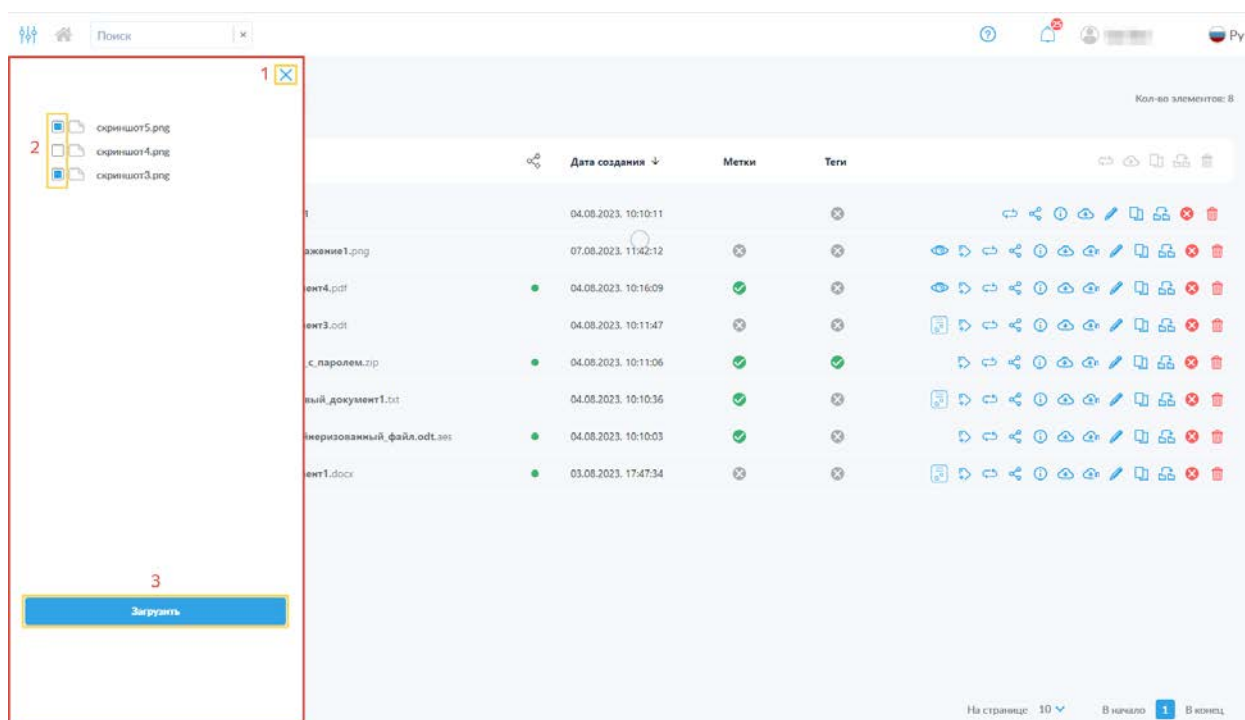 Поиск ×
? 25 Ру
1
Кол-во элементов: 8
скриншот5.png
2 скриншот4.png
скриншот3.png
Дата создания ↓ Метки Теги
1 04.08.2023, 10:10:11
ажение1.png 07.08.2023, 11:42:12
ент4.pdf 04.08.2023, 10:16:09
ент3.odt 04.08.2023, 10:11:47
_с_паролем.zip 04.08.2023, 10:11:06
вый_документ1.txt 04.08.2023, 10:10:36
йнеризованный_файл.odt.aes 04.08.2023, 10:10:03
ент1.docx 03.08.2023, 17:47:34
3
Загрузить
На странице 10 В начало 1 В конец